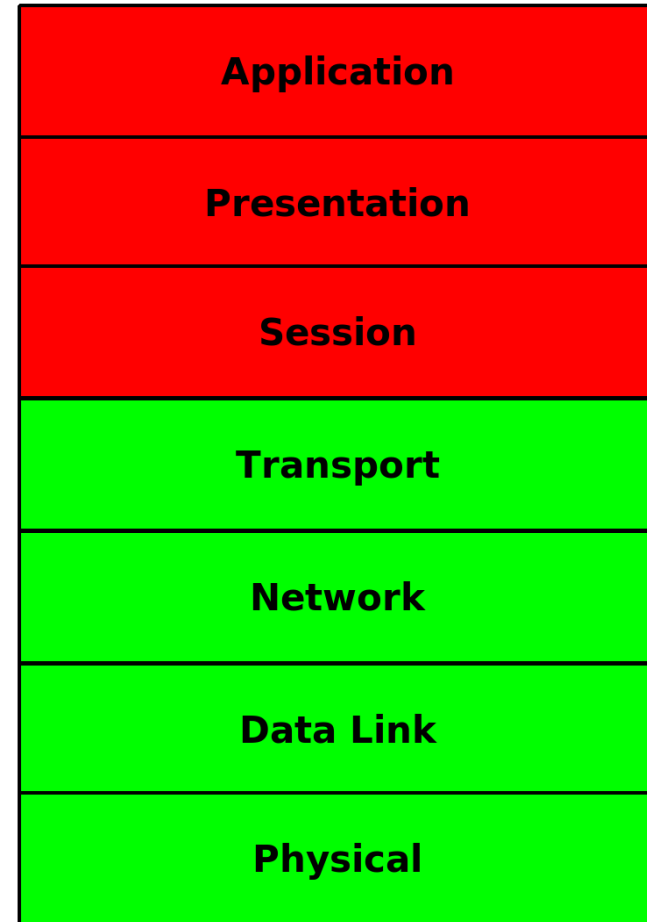 Application
Presentation
Session
Transport
Network
Data Link
Physical